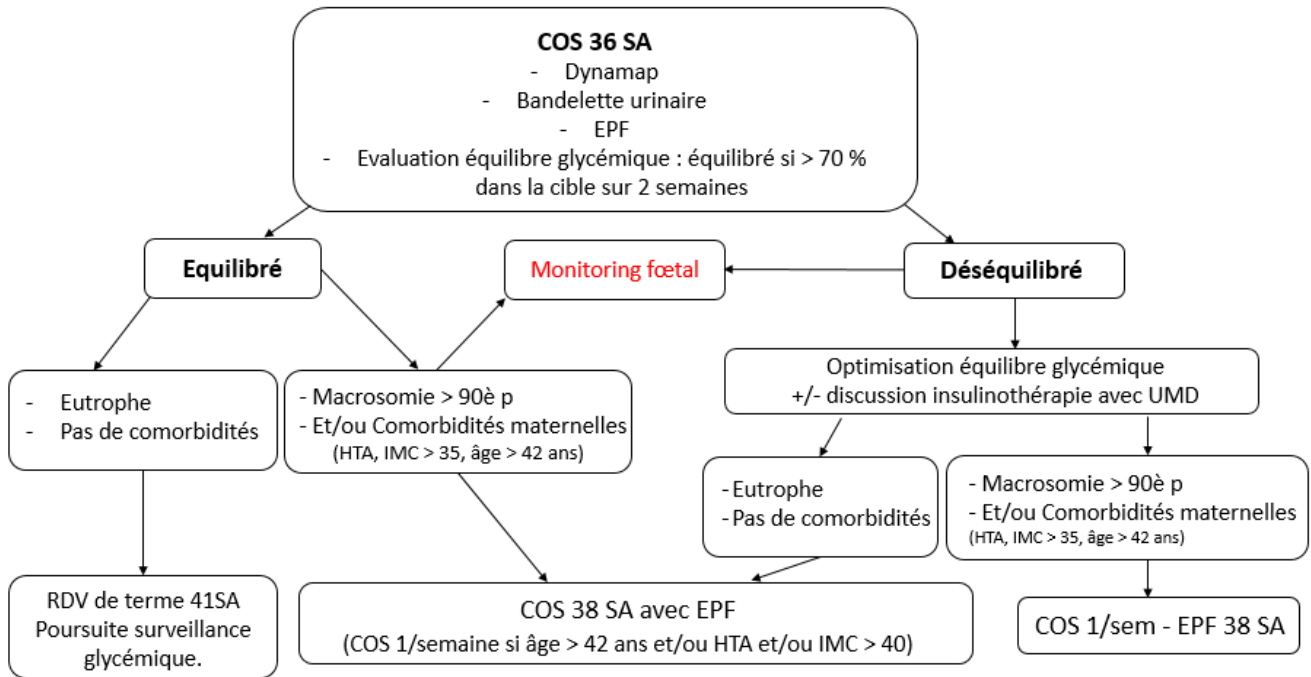 COS 36 SA
- Dynamap
- Bandelette urinaire
- EPF
- Evaluation équilibre glycémique : équilibré si > 70 %
dans la cible sur 2 semaines
Equilibré
Monitoring fœtal
Déséquilibré
- Eutrophe
- Pas de comorbidités
- Macrosomie > 90è p
- Et/ou Comorbidités maternelles
(HTA, IMC > 35, âge > 42 ans)
Optimisation équilibre glycémique
+/- discussion insulinothérapie avec UMD
- Eutrophe
- Pas de comorbidités
- Macrosomie > 90è p
- Et/ou Comorbidités maternelles
(HTA, IMC > 35, âge > 42 ans)
RDV de terme 41SA
Poursuite surveillance
glycémique.
COS 38 SA avec EPF
(COS 1/semaine si âge > 42 ans et/ou HTA et/ou IMC > 40)
COS 1/sem - EPF 38 SA